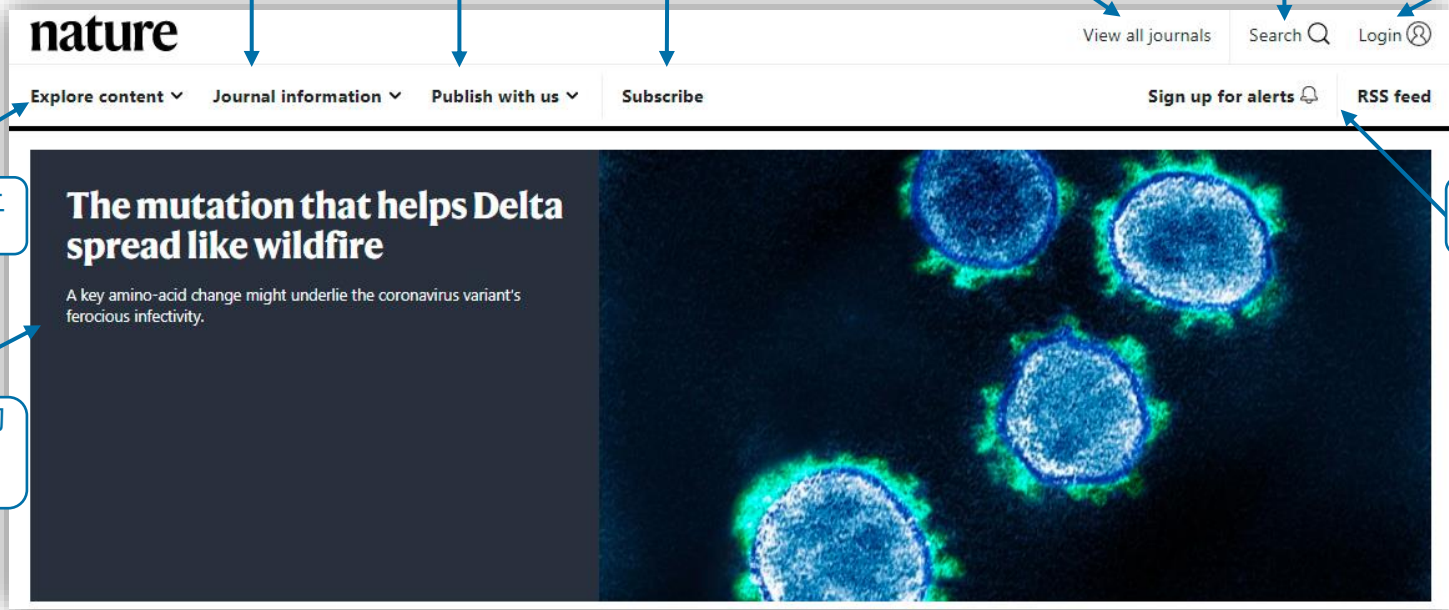 nature
View all journals
Search
Login
Explore content
Journal information
Publish with us
Subscribe
Sign up for alerts
RSS feed
The mutation that helps Delta
spread like wildfire
A key amino-acid change might underlie the coronavirus variant's
ferocious infectivity.